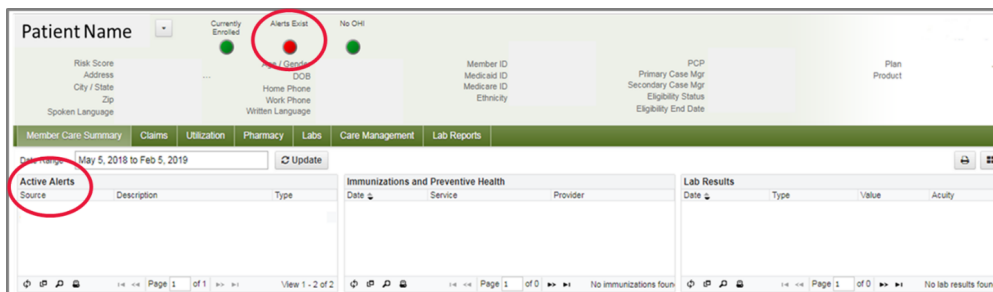 Patient Name
Currently Enrolled
Alerts Exist
No OHI
Risk Score
Address
City / State
Zip
Spoken Language
...
Age / Gender
DOB
Home Phone
Work Phone
Written Language
Member ID
Medicaid ID
Medicare ID
Ethnicity
PCP
Primary Case Mgr
Secondary Case Mgr
Eligibility Status
Eligibility End Date
Plan
Product
Member Care Summary Claims Utilization Pharmacy Labs Care Management Lab Reports
Date Range May 5, 2018 to Feb 5, 2019 Update
Active Alerts
Source Description Type
Page 1 of 1 View 1 - 2 of 2
Immunizations and Preventive Health
Date Service Provider
Page 1 of 0 No immunizations foun
Lab Results
Date Type Value Acuity
Page 1 of 0 No lab results foun